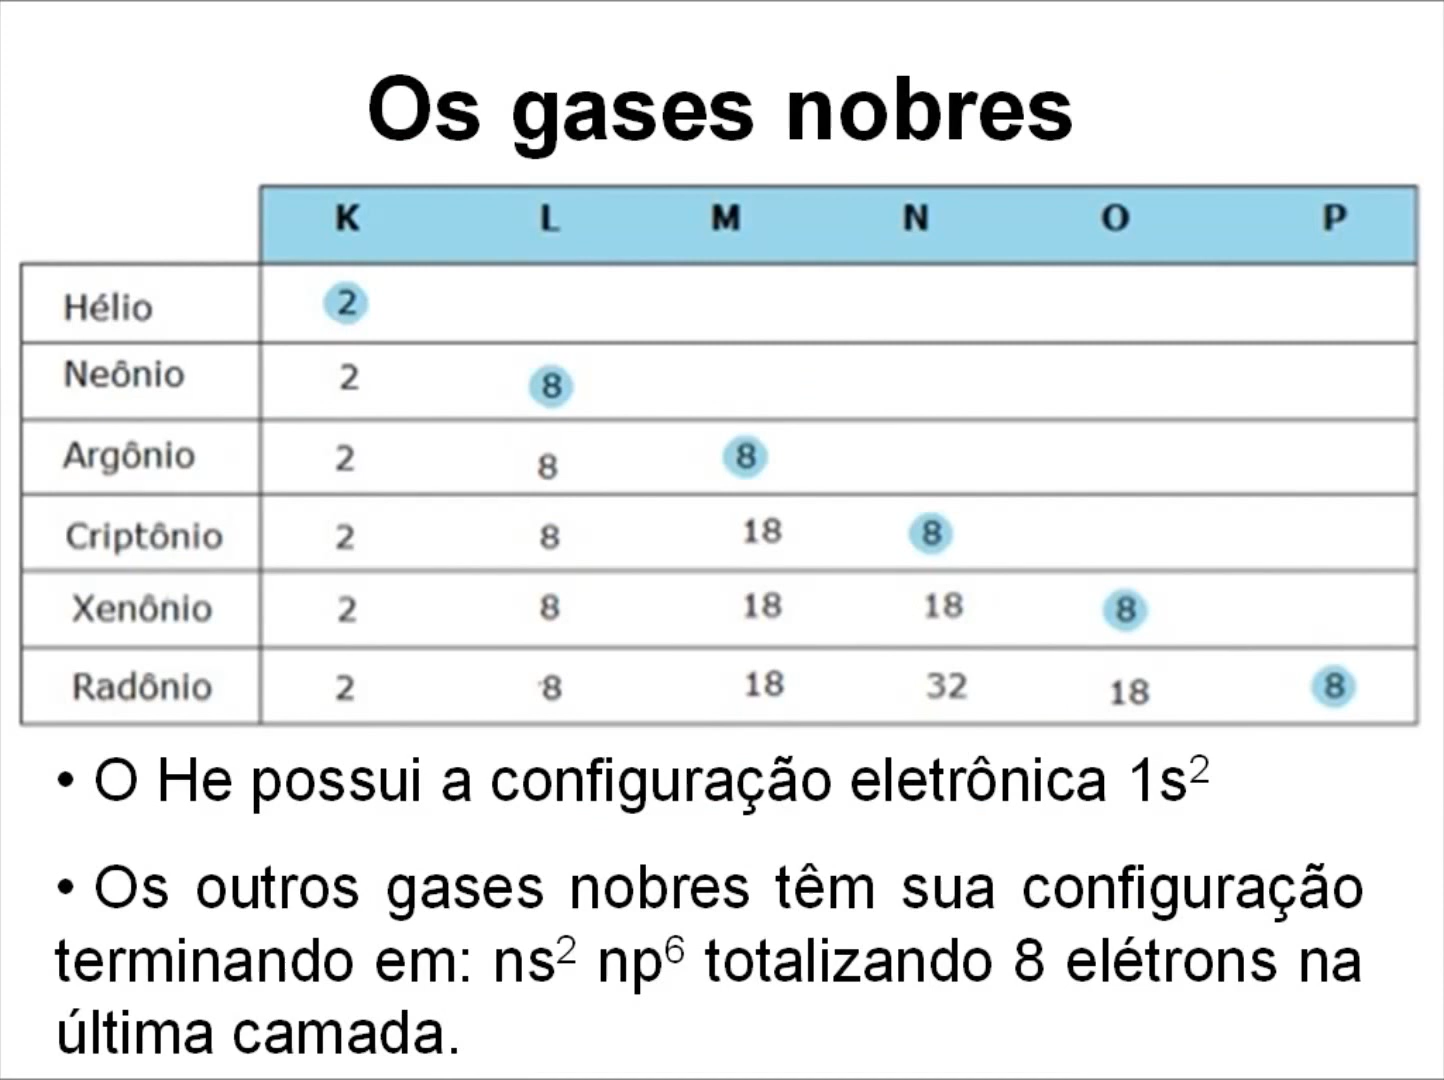 Os gases nobres
K L M N O P
Hélio 2
Neônio 2 8
Argônio 2 8 8
Criptônio 2 8 18 8
Xenônio 2 8 18 18 8
Radônio 2 8 18 32 18 8
• O He possui a configuração eletrônica 1s²
• Os outros gases nobres têm sua configuração
terminando em: ns² np⁶ totalizando 8 elétrons na
última camada.